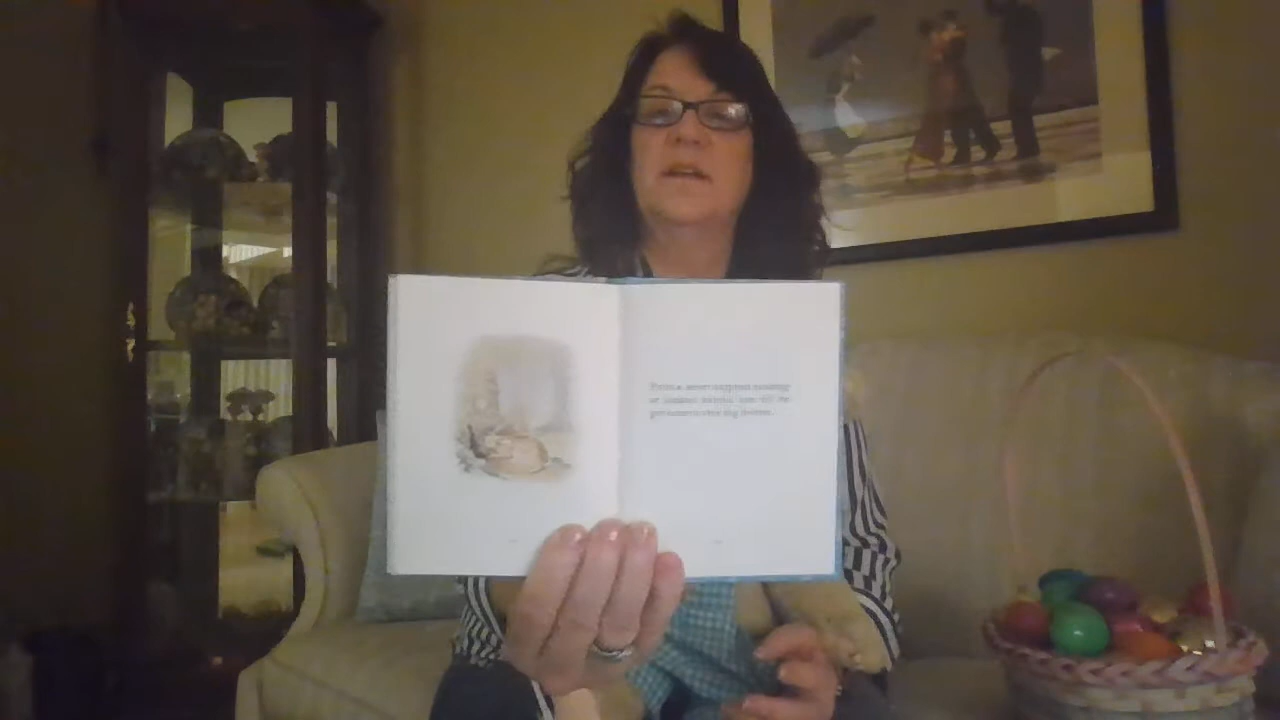 Peter never stopped running
or looked behind him till he
got home to the big fir-tree.